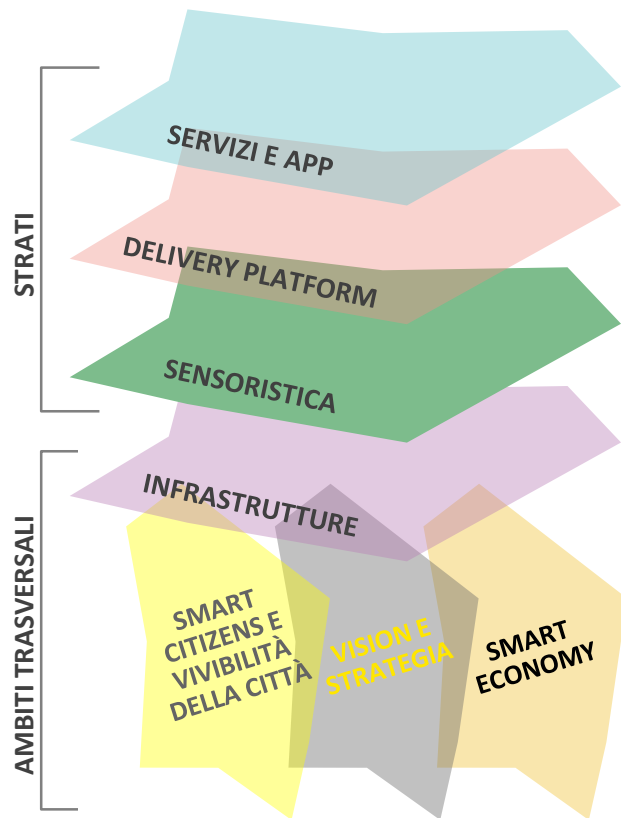 STRATI
SERVIZI E APP
DELIVERY PLATFORM
SENSORISTICA
INFRASTRUTTURE
AMBITI TRASVERSALI
SMART
CITIZENS E
VIVIBILITÀ
DELLA CITTÀ
VISION E
STRATEGIA
SMART
ECONOMY